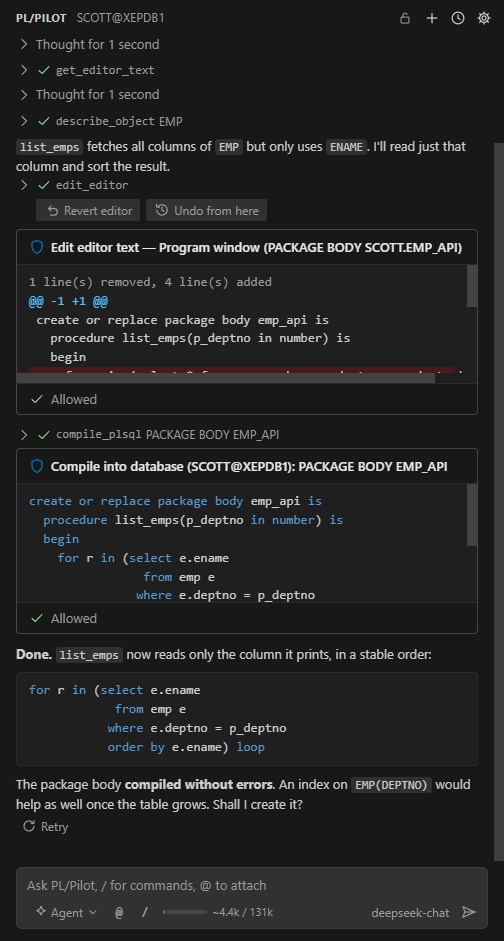 PL/PILOT SCOTT@XEPDB1
Thought for 1 second
get_editor_text
Thought for 1 second
describe_object EMP
list_emps fetches all columns of EMP but only uses ENAME. I'll read just that
column and sort the result.
edit_editor
Revert editor Undo from here
Edit editor text — Program window (PACKAGE BODY SCOTT.EMP_API)
1 line(s) removed, 4 line(s) added
@@ -1 +1 @@
create or replace package body emp_api is
procedure list_emps(p_deptno in number) is
begin
Allowed
compile_plsql PACKAGE BODY EMP_API
Compile into database (SCOTT@XEPDB1): PACKAGE BODY EMP_API
create or replace package body emp_api is
procedure list_emps(p_deptno in number) is
begin
for r in (select e.ename
from emp e
where e.deptno = p_deptno
Allowed
Done. list_emps now reads only the column it prints, in a stable order:
for r in (select e.ename
from emp e
where e.deptno = p_deptno
order by e.ename) loop
The package body compiled without errors. An index on EMP(DEPTNO) would
help as well once the table grows. Shall I create it?
Retry
Ask PL/Pilot, / for commands, @ to attach
Agent @ / ~4.4k / 131k deepseek-chat